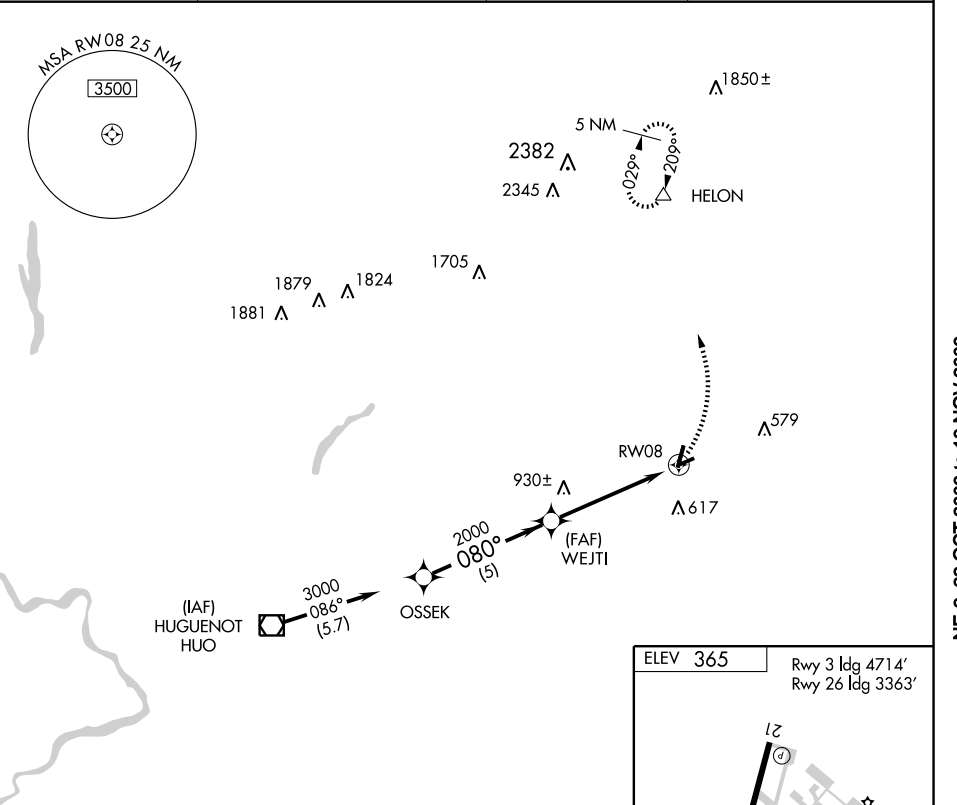 MSA RW08 25 NM
3500
1850±
5 NM
2382
2345
029°
209°
HELON
1705
1879
1824
1881
579
RW08
930±
617
2000
080°
(5)
(FAF)
WEJTI
3000
086°
(5.7)
OSSEK
(IAF)
HUGUENOT
HUO
ELEV 365
Rwy 3 ldg 4714'
Rwy 26 ldg 3363'
21
P